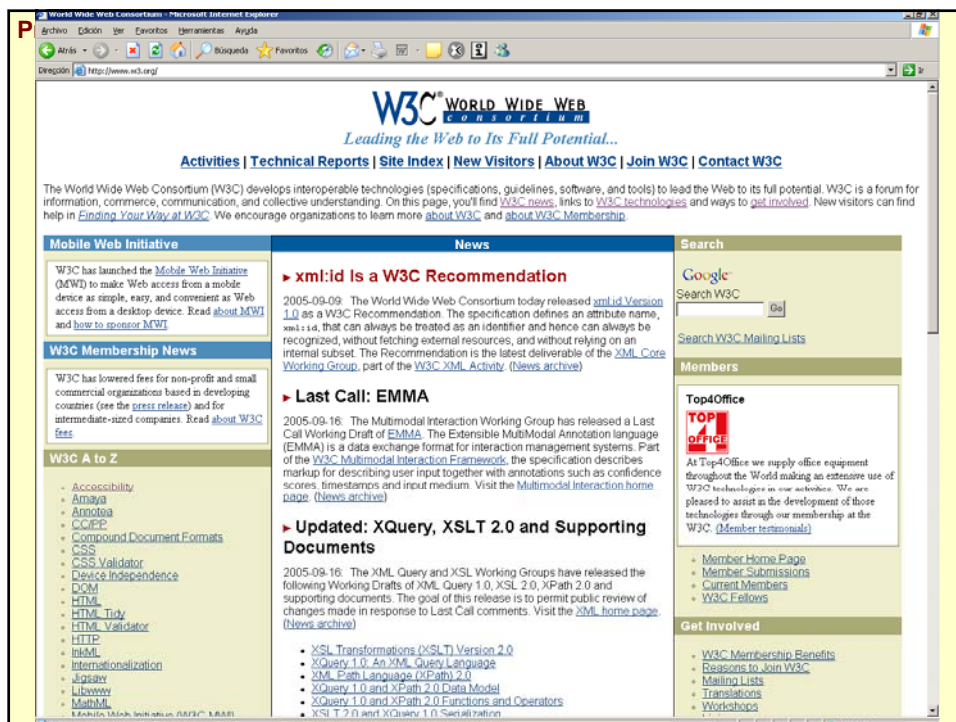 P
World Wide Web Consortium - Microsoft Internet Explorer
Archivo Edición Ver Favoritos Herramientas Ayuda
Atrás Búsqueda Favoritos
Dirección http://www.w3.org/ Ir
W3C® WORLD WIDE WEB
consortium
Leading the Web to Its Full Potential...
Activities | Technical Reports | Site Index | New Visitors | About W3C | Join W3C | Contact W3C
The World Wide Web Consortium (W3C) develops interoperable technologies (specifications, guidelines, software, and tools) to lead the Web to its full potential. W3C is a forum for
information, commerce, communication, and collective understanding. On this page, you'll find W3C news, links to W3C technologies and ways to get involved. New visitors can find
help in Finding Your Way at W3C. We encourage organizations to learn more about W3C and about W3C Membership.
Mobile Web Initiative
W3C has launched the Mobile Web Initiative
(MWI) to make Web access from a mobile
device as simple, easy, and convenient as Web
access from a desktop device. Read about MWI
and how to sponsor MWI.
W3C Membership News
W3C has lowered fees for non-profit and small
commercial organizations based in developing
countries (see the press release) and for
intermediate-sized companies. Read about W3C
fees.
W3C A to Z
Accessibility
Amaya
Annotea
CC/PP
Compound Document Formats
CSS
CSS Validator
Device Independence
DOM
HTML
HTML Tidy
HTML Validator
HTTP
InkML
Internationalization
Jigsaw
Libwww
MathML
Mobile Web Initiative (W3C MWI)
News
► xml:id Is a W3C Recommendation
2005-09-09: The World Wide Web Consortium today released xml:id Version
1.0 as a W3C Recommendation. The specification defines an attribute name,
xml:id, that can always be treated as an identifier and hence can always be
recognized, without fetching external resources, and without relying on an
internal subset. The Recommendation is the latest deliverable of the XML Core
Working Group, part of the W3C XML Activity. (News archive)
► Last Call: EMMA
2005-09-16: The Multimodal Interaction Working Group has released a Last
Call Working Draft of EMMA. The Extensible MultiModal Annotation language
(EMMA) is a data exchange format for interaction management systems. Part
of the W3C Multimodal Interaction Framework, the specification describes
markup for describing user input together with annotations such as confidence
scores, timestamps and input medium. Visit the Multimodal Interaction home
page. (News archive)
► Updated: XQuery, XSLT 2.0 and Supporting
Documents
2005-09-16: The XML Query and XSL Working Groups have released the
following Working Drafts of XML Query 1.0, XSL 2.0, XPath 2.0 and
supporting documents. The goal of this release is to permit public review of
changes made in response to Last Call comments. Visit the XML home page.
(News archive)
XSL Transformations (XSLT) Version 2.0
XQuery 1.0: An XML Query Language
XML Path Language (XPath) 2.0
XQuery 1.0 and XPath 2.0 Data Model
XQuery 1.0 and XPath 2.0 Functions and Operators
XSLT 2.0 and XQuery 1.0 Serialization
Search
Google
Search W3C
Go
Search W3C Mailing Lists
Members
Top4Office
TOP
4
OFFICE
At Top4Office we supply office equipment
throughout the World making an extensive use of
W3C technologies in our activities. We are
pleased to assist in the development of those
technologies through our membership at the
W3C. (Member testimonials)
Member Home Page
Member Submissions
Current Members
W3C Fellows
Get Involved
W3C Membership Benefits
Reasons to Join W3C
Mailing Lists
Translations
Workshops